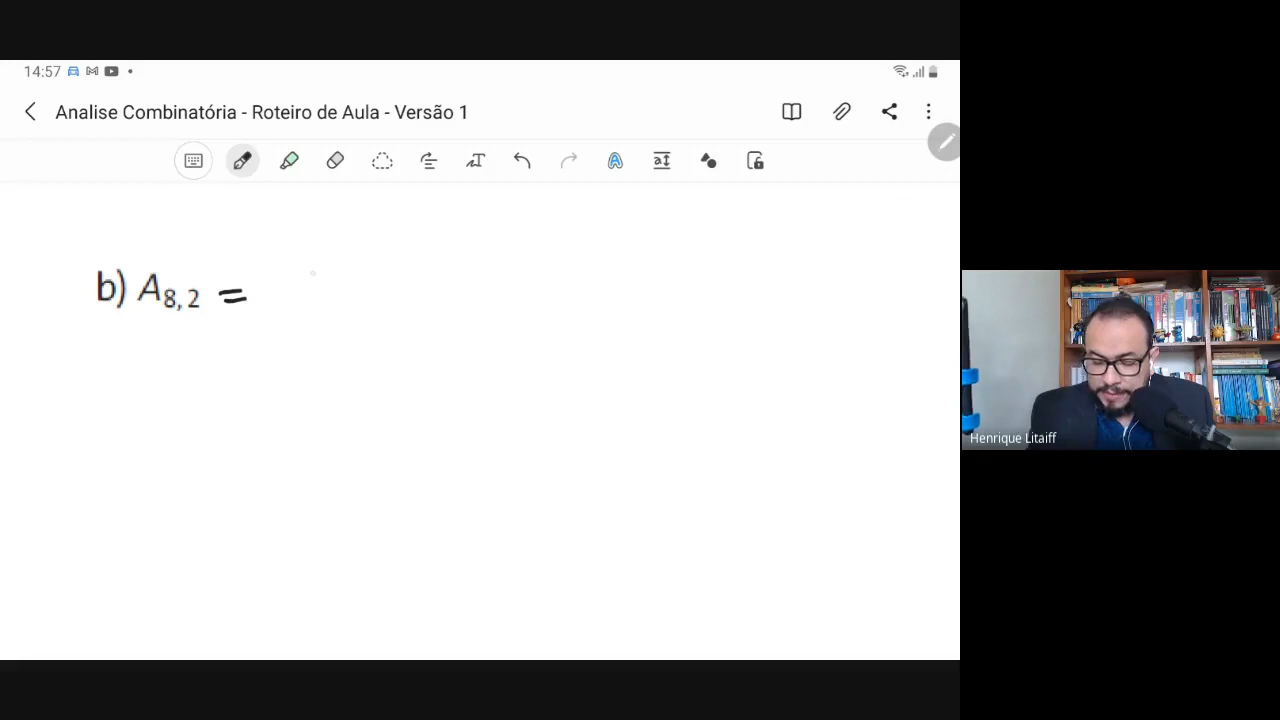 14:57
Analise Combinatória - Roteiro de Aula - Versão 1
b) A8, 2 =
Henrique Litaiff